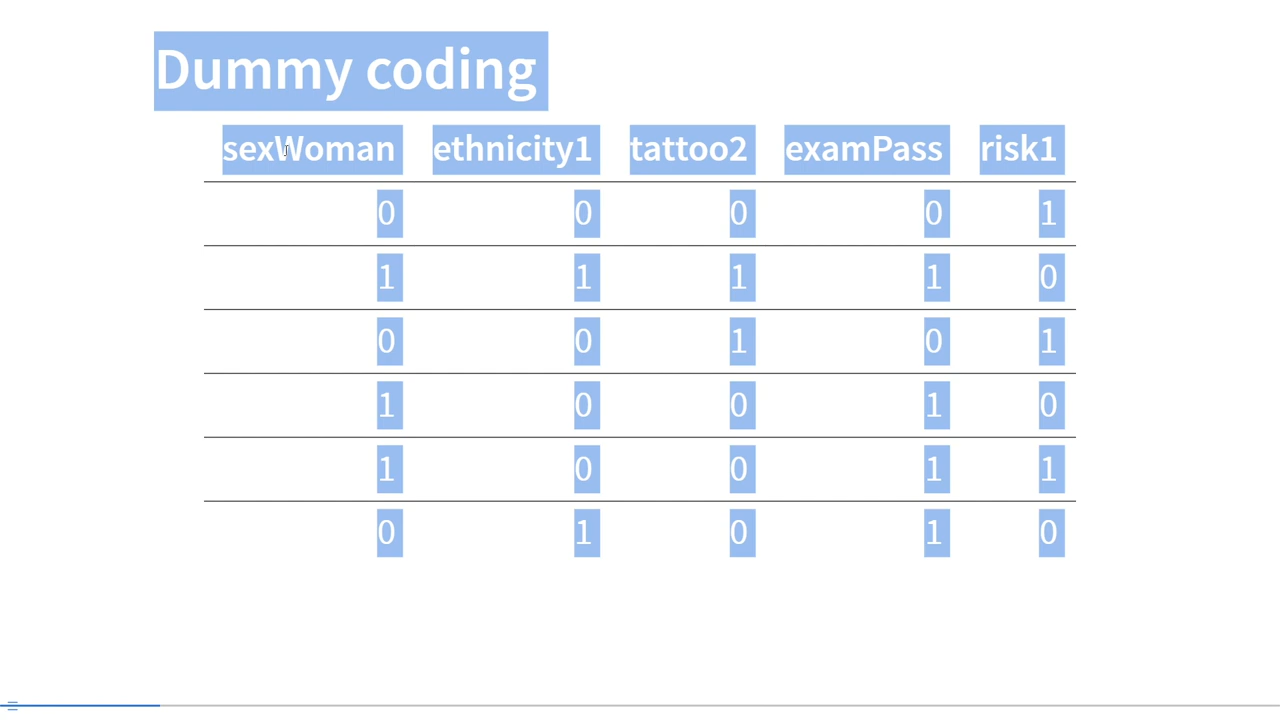 Dummy coding
sexWoman ethnicity1 tattoo2 examPass risk1
0 0 0 0 1
1 1 1 1 0
0 0 1 0 1
1 0 0 1 0
1 0 0 1 1
0 1 0 1 0